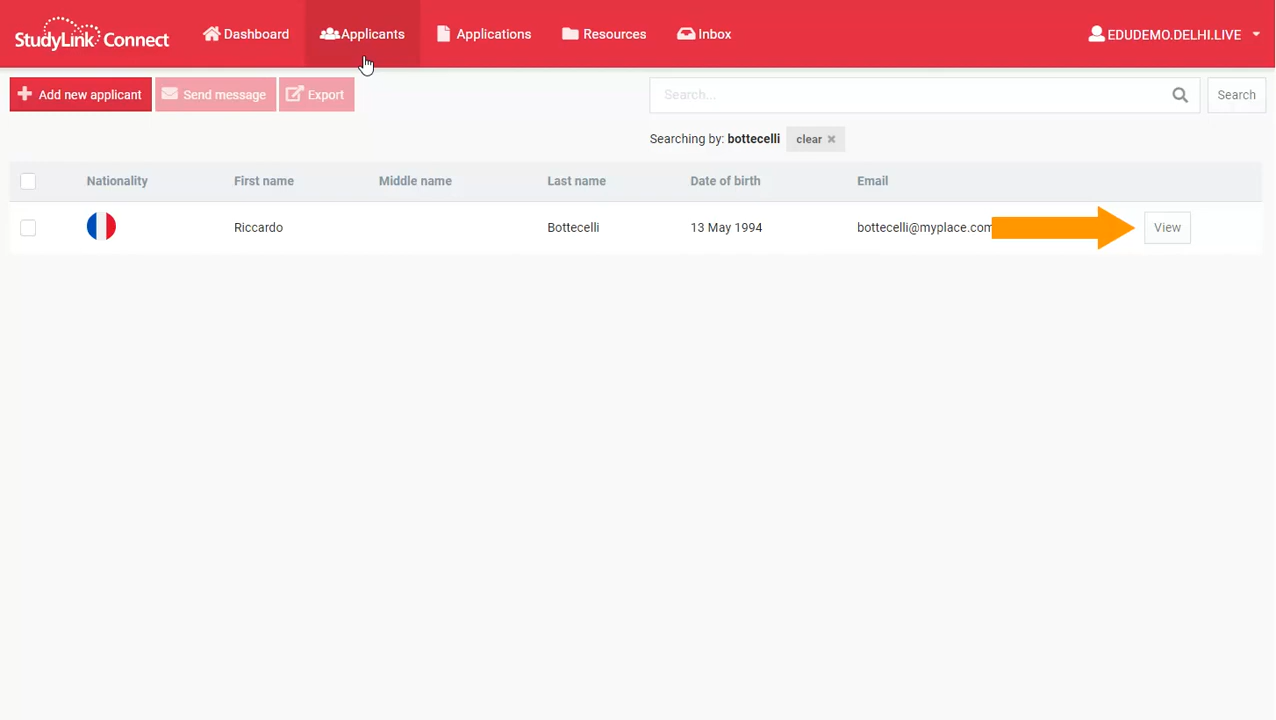 StudyLink Connect
Dashboard
Applicants
Applications
Resources
Inbox
EDUDEMO.DELHI.LIVE
Add new applicant
Send message
Export
Search...
Search
Searching by: bottecelli clear
Nationality First name Middle name Last name Date of birth Email
Riccardo Bottecelli 13 May 1994 bottecelli@myplace.com View